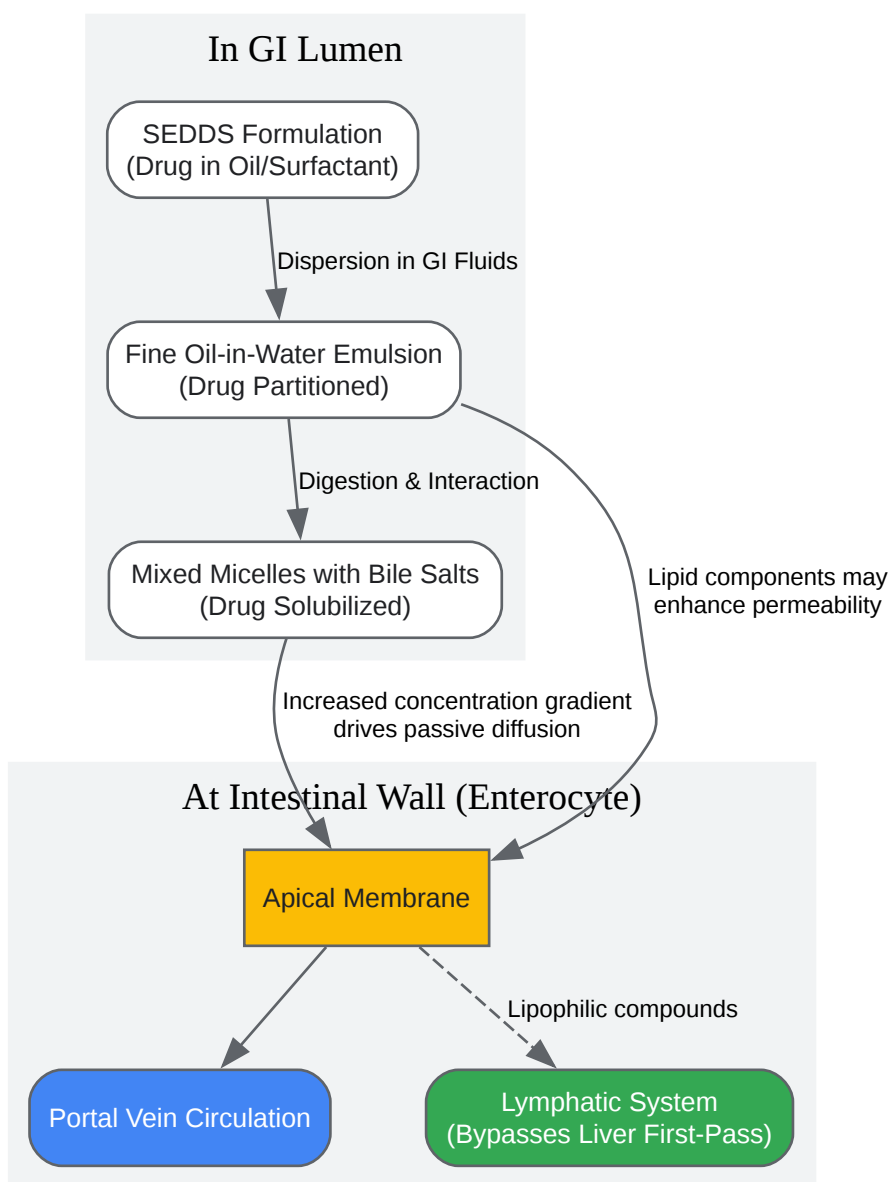 In GI Lumen
SEDDS Formulation
(Drug in Oil/Surfactant)
Dispersion in GI Fluids
Fine Oil-in-Water Emulsion
(Drug Partitioned)
Digestion & Interaction
Mixed Micelles with Bile Salts
(Drug Solubilized)
Lipid components may
enhance permeability
Increased concentration gradient
drives passive diffusion
At Intestinal Wall (Enterocyte)
Apical Membrane
Lipophilic compounds
Portal Vein Circulation
Lymphatic System
(Bypasses Liver First-Pass)